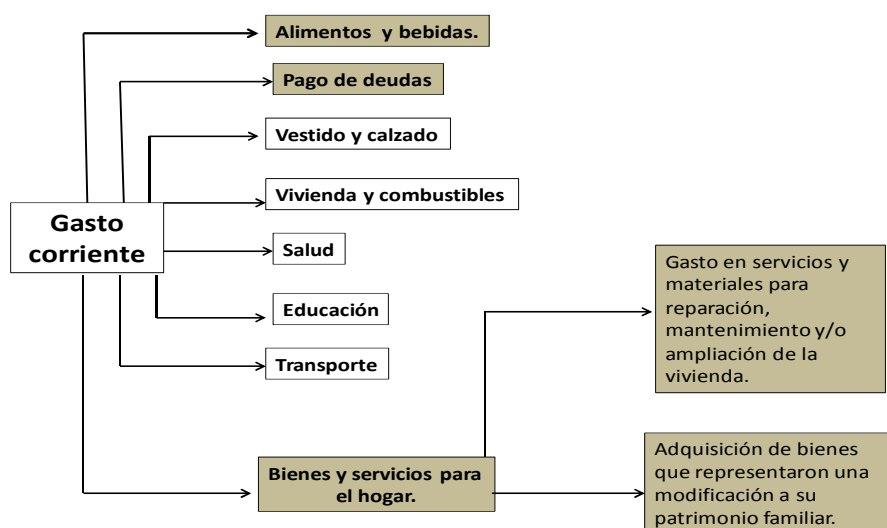 Alimentos y bebidas.
Pago de deudas
Vestido y calzado
Vivienda y combustibles
Gasto
corriente
Salud
Educación
Transporte
Bienes y servicios para
el hogar.
Gasto en servicios y
materiales para
reparación,
mantenimiento y/o
ampliación de la
vivienda.
Adquisición de bienes
que representaron una
modificación a su
patrimonio familiar.